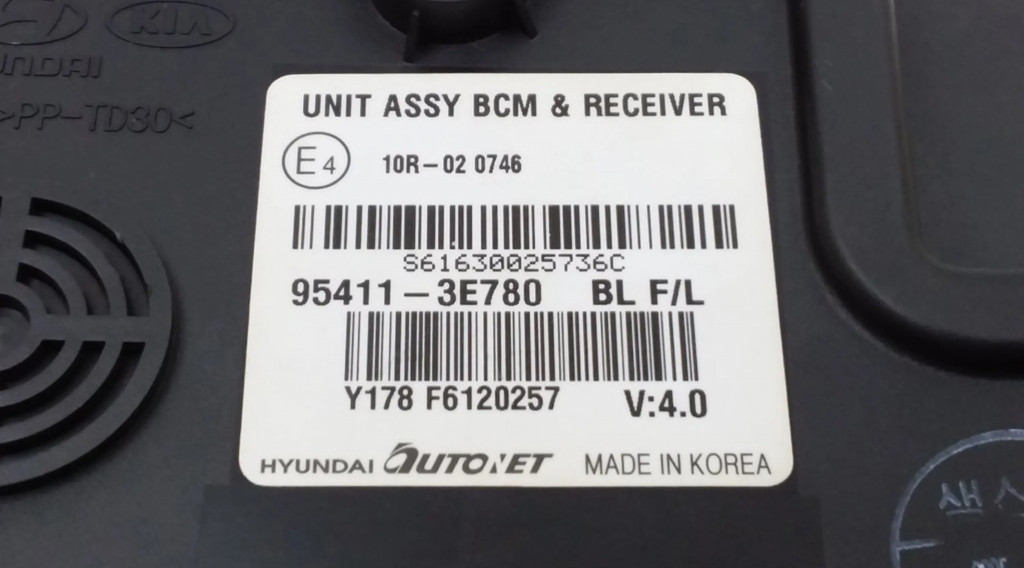 KIA
>PP-TD30<
UNIT ASSY BCM & RECEIVER
E4 10R-02 0746
S61630025736C
95411-3E780 BL F/L
Y178 F6120257 V:4.0
HYUNDAI AUTONET MADE IN KOREA